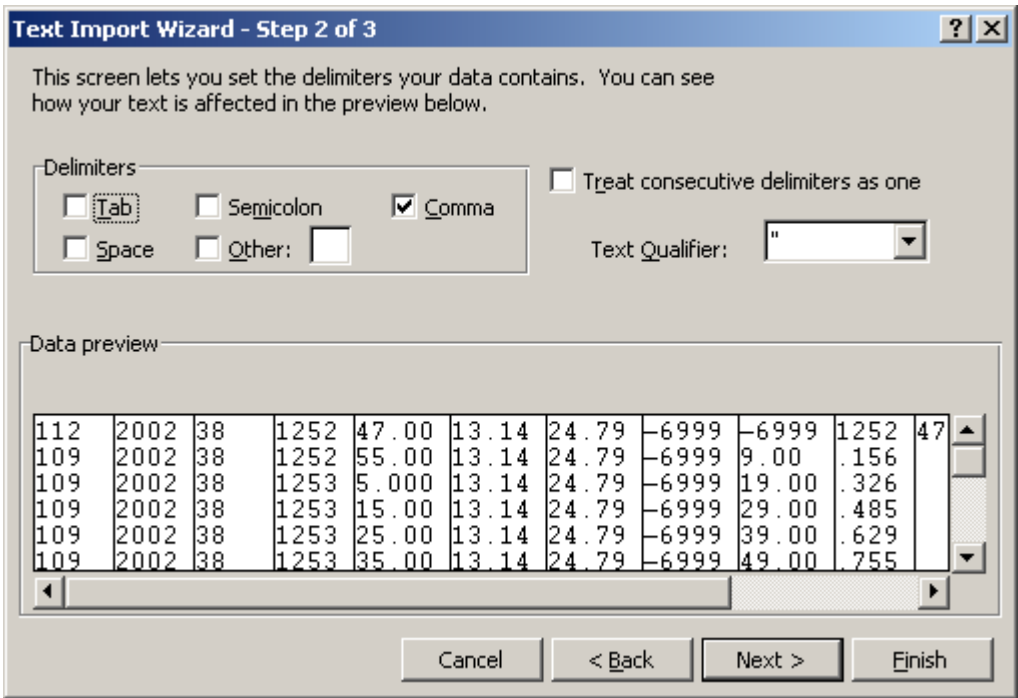 Text Import Wizard - Step 2 of 3
This screen lets you set the delimiters your data contains.  You can see
how your text is affected in the preview below.
Delimiters
Tab Semicolon Comma
Space Other:
Treat consecutive delimiters as one
Text Qualifier: "
Data preview
112 2002 38 1252 47.00 13.14 24.79 -6999 -6999 1252 47
109 2002 38 1252 55.00 13.14 24.79 -6999 9.00 .156
109 2002 38 1253 5.000 13.14 24.79 -6999 19.00 .326
109 2002 38 1253 15.00 13.14 24.79 -6999 29.00 .485
109 2002 38 1253 25.00 13.14 24.79 -6999 39.00 .629
109 2002 38 1253 35.00 13.14 24.79 -6999 49.00 .755
Cancel < Back Next > Finish